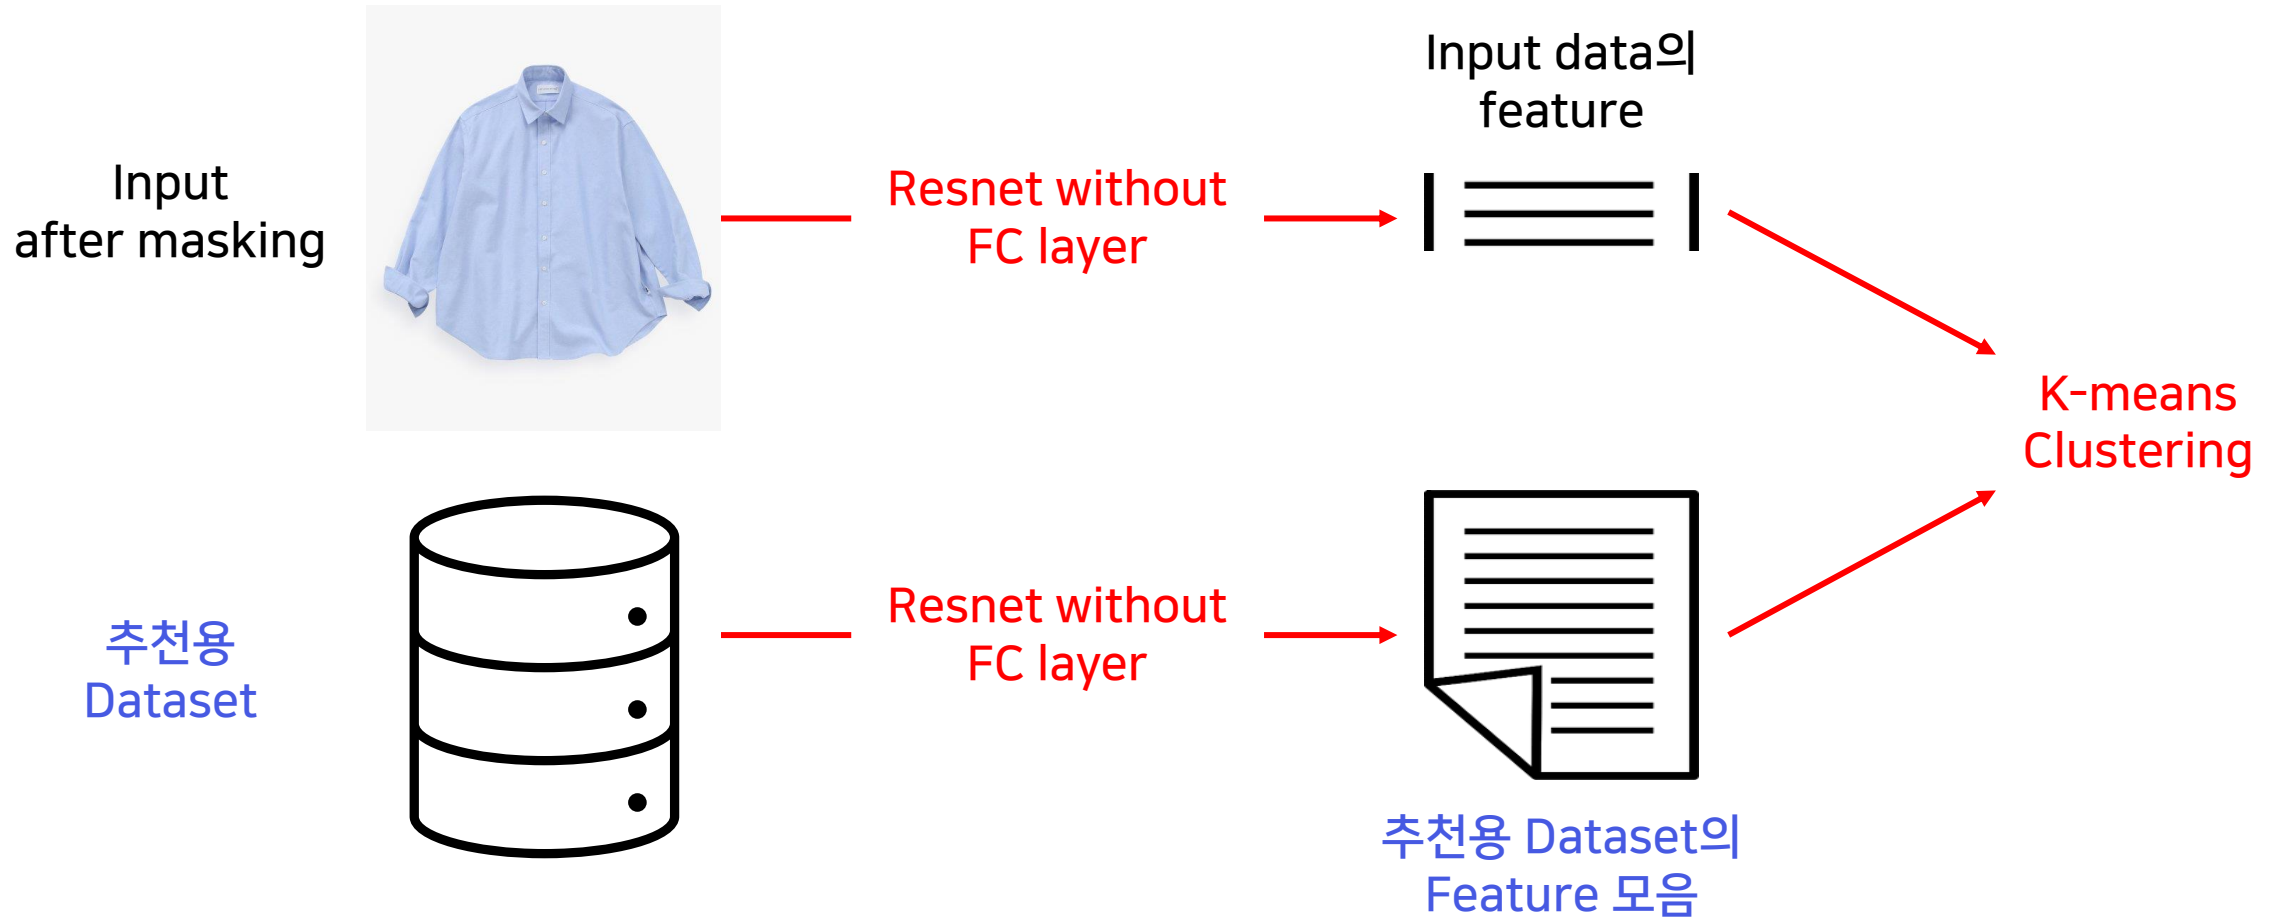 Input
after masking
Resnet without
FC layer
Input data의
feature
K-means
Clustering
추천용
Dataset
Resnet without
FC layer
추천용 Dataset의
Feature 모음